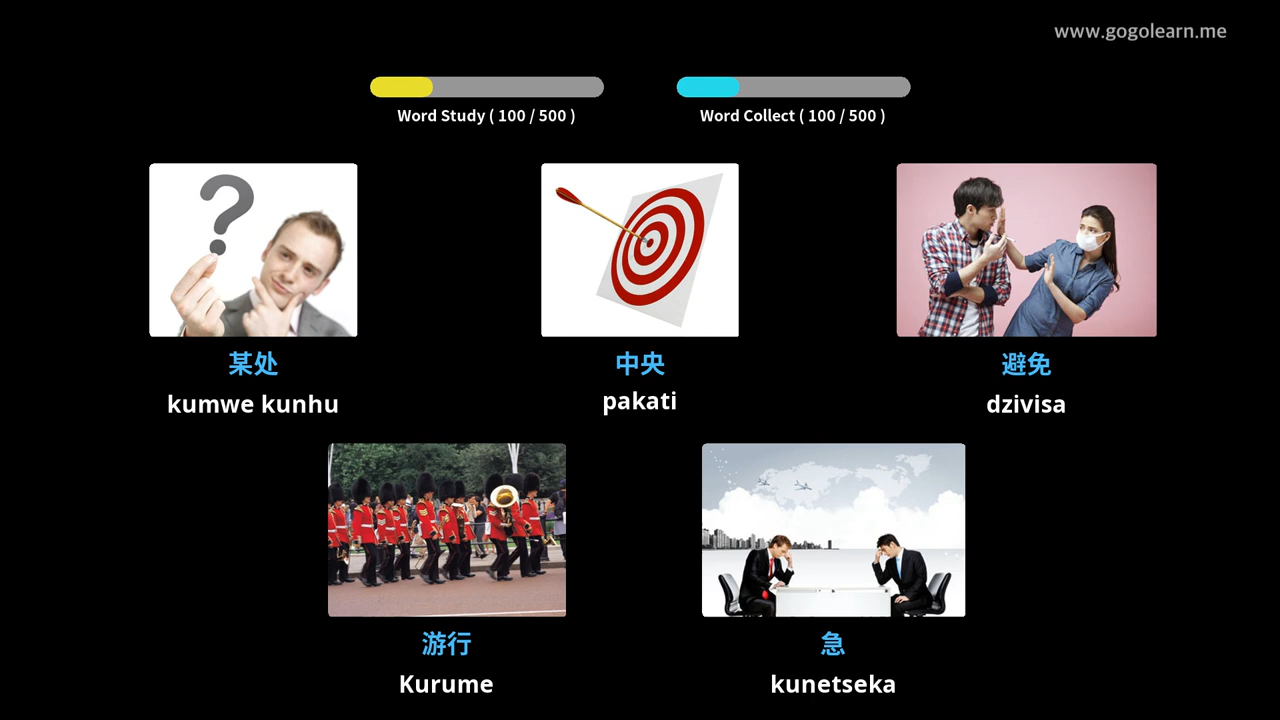 www.gogolearn.me
Word Study ( 100 / 500 )
Word Collect ( 100 / 500 )
某处
kumwe kunhu
中央
pakati
避免
dzivisa
游行
Kurume
急
kunetseka